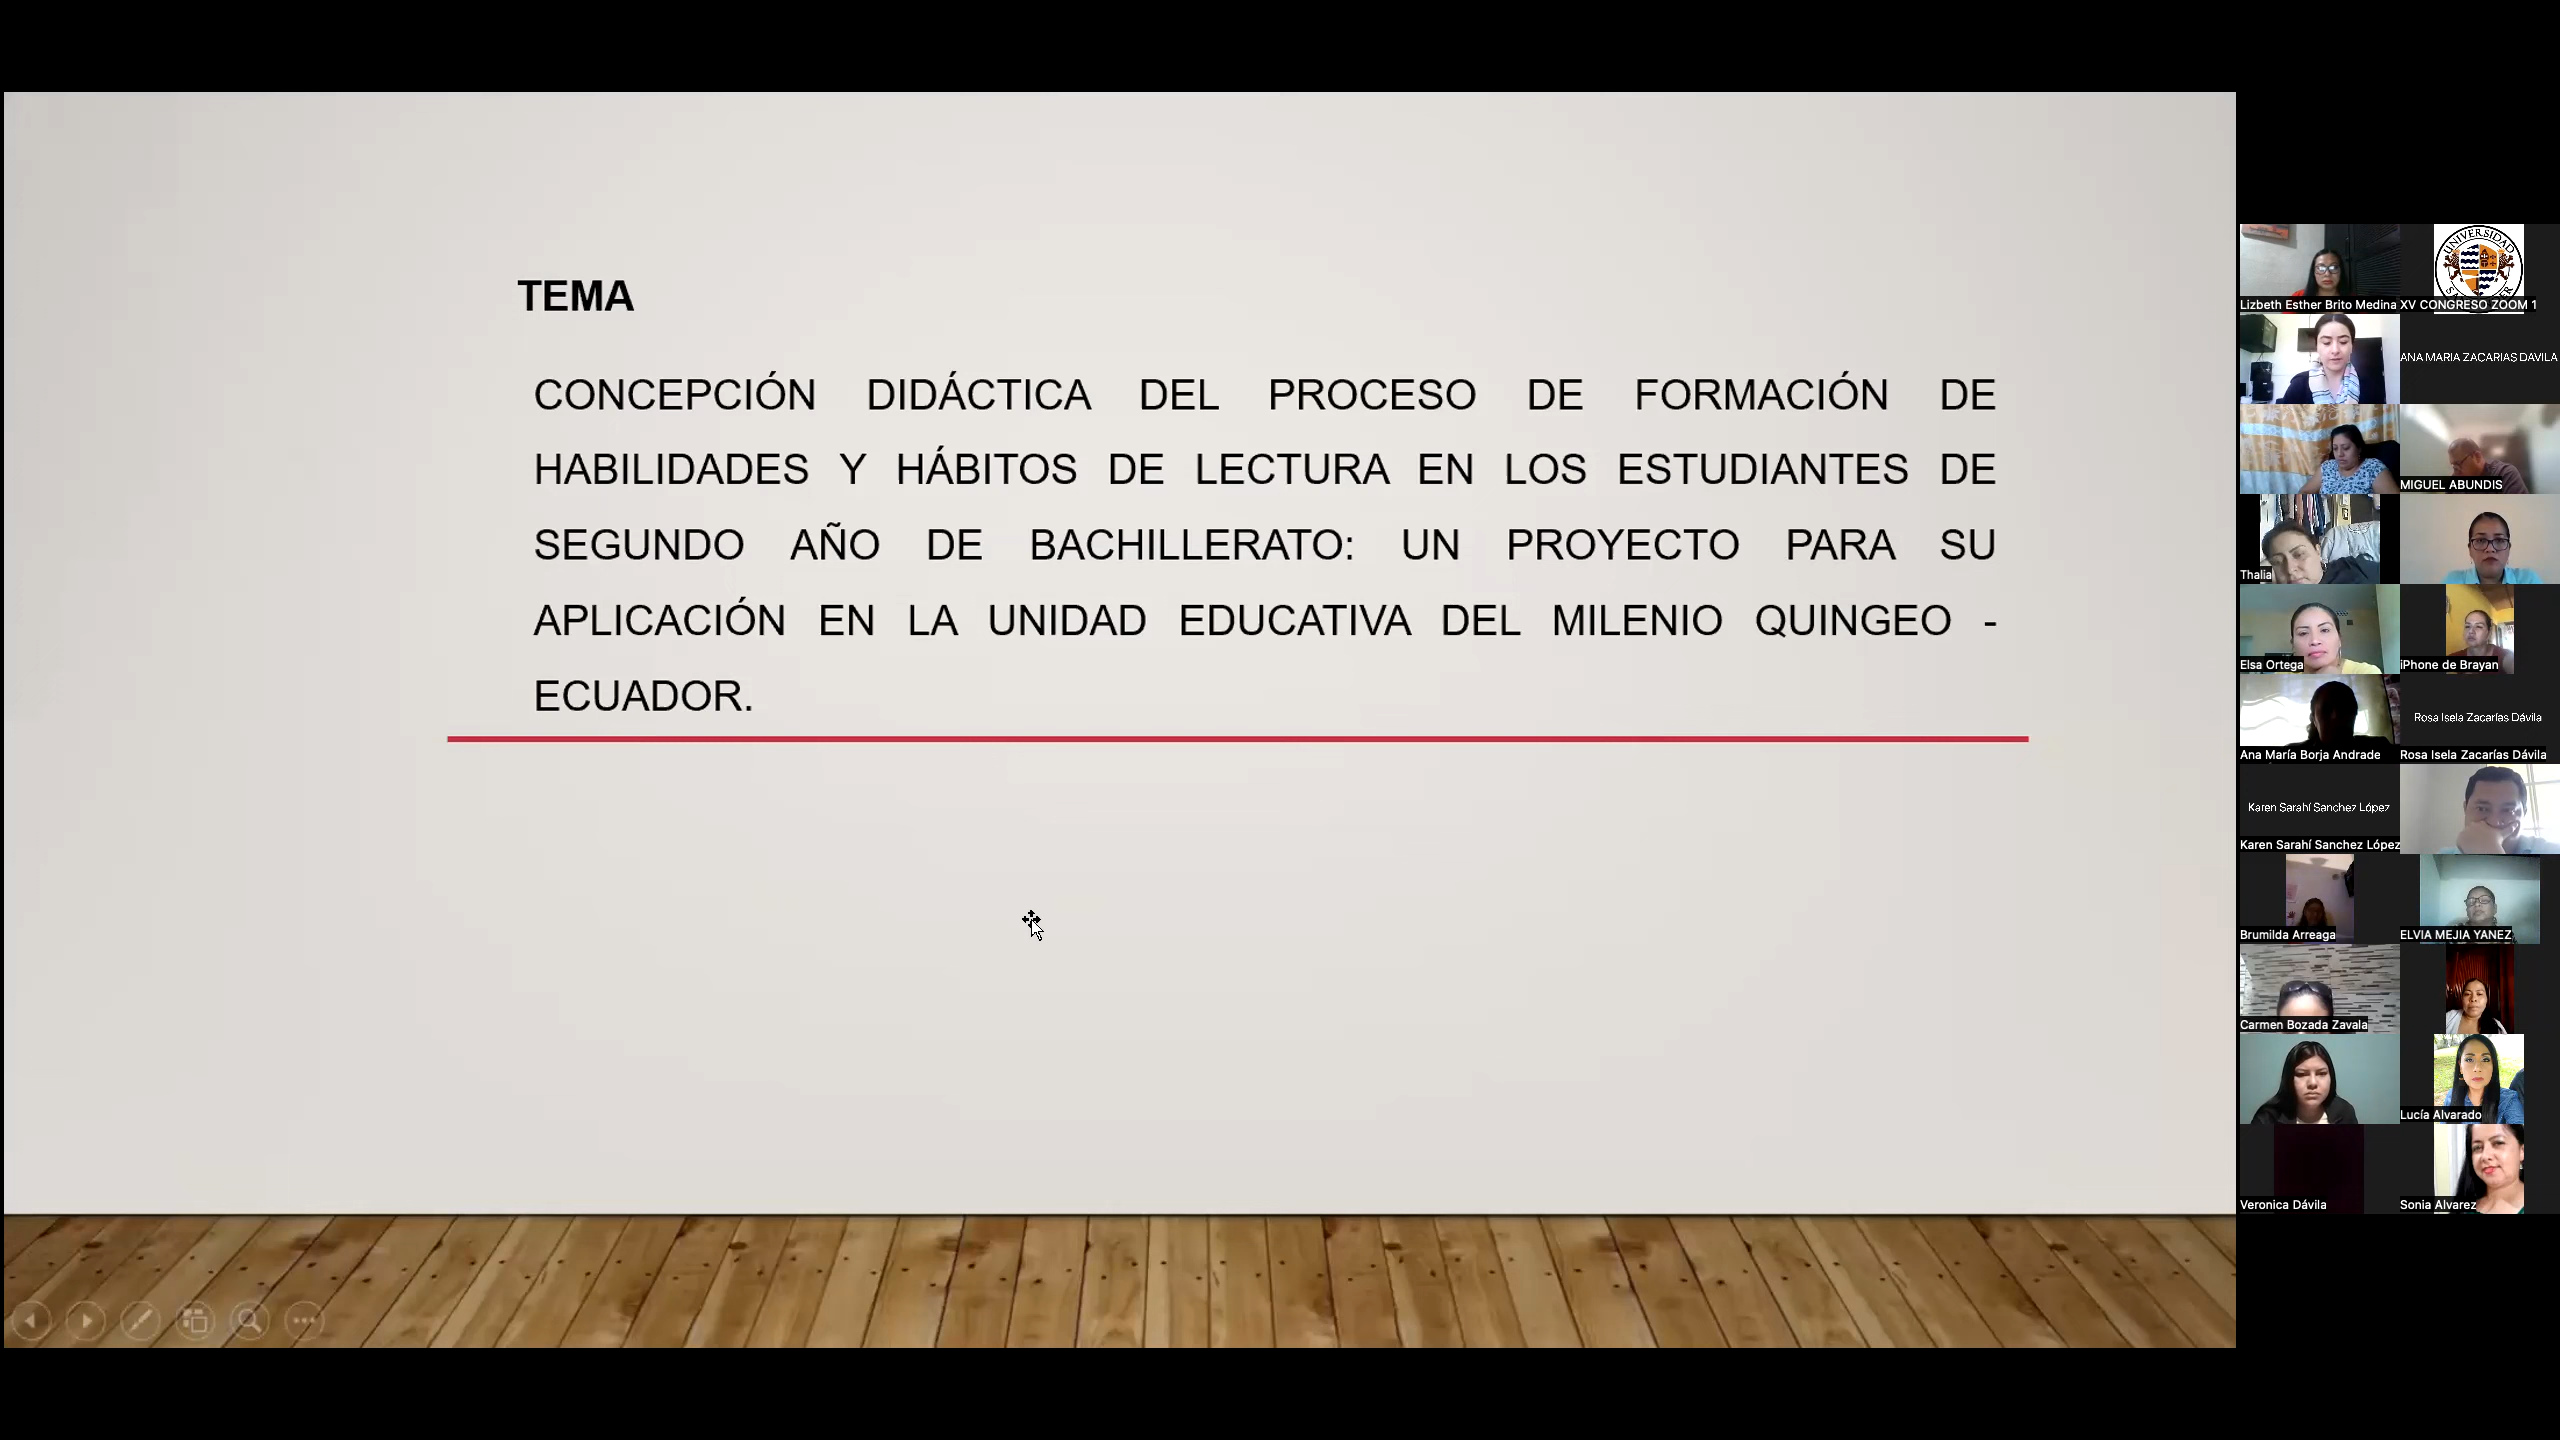 TEMA
CONCEPCIÓN DIDÁCTICA DEL PROCESO DE FORMACIÓN DE
HABILIDADES Y HÁBITOS DE LECTURA EN LOS ESTUDIANTES DE
SEGUNDO AÑO DE BACHILLERATO: UN PROYECTO PARA SU
APLICACIÓN EN LA UNIDAD EDUCATIVA DEL MILENIO QUINGEO -
ECUADOR.
UNIVERSIDAD
Lizbeth Esther Brito Medina
XV CONGRESO ZOOM 1
ANA MARIA ZACARIAS DAVILA
MIGUEL ABUNDIS
Thalia
Elsa Ortega
iPhone de Brayan
Ana María Borja Andrade
Rosa Isela Zacarías Dávila
Rosa Isela Zacarías Dávila
Karen Sarahí Sanchez López
Karen Sarahí Sanchez López
Brumilda Arreaga
ELVIA MEJIA YANEZ
Carmen Bozada Zavala
Lucía Alvarado
Veronica Dávila
Sonia Alvarez